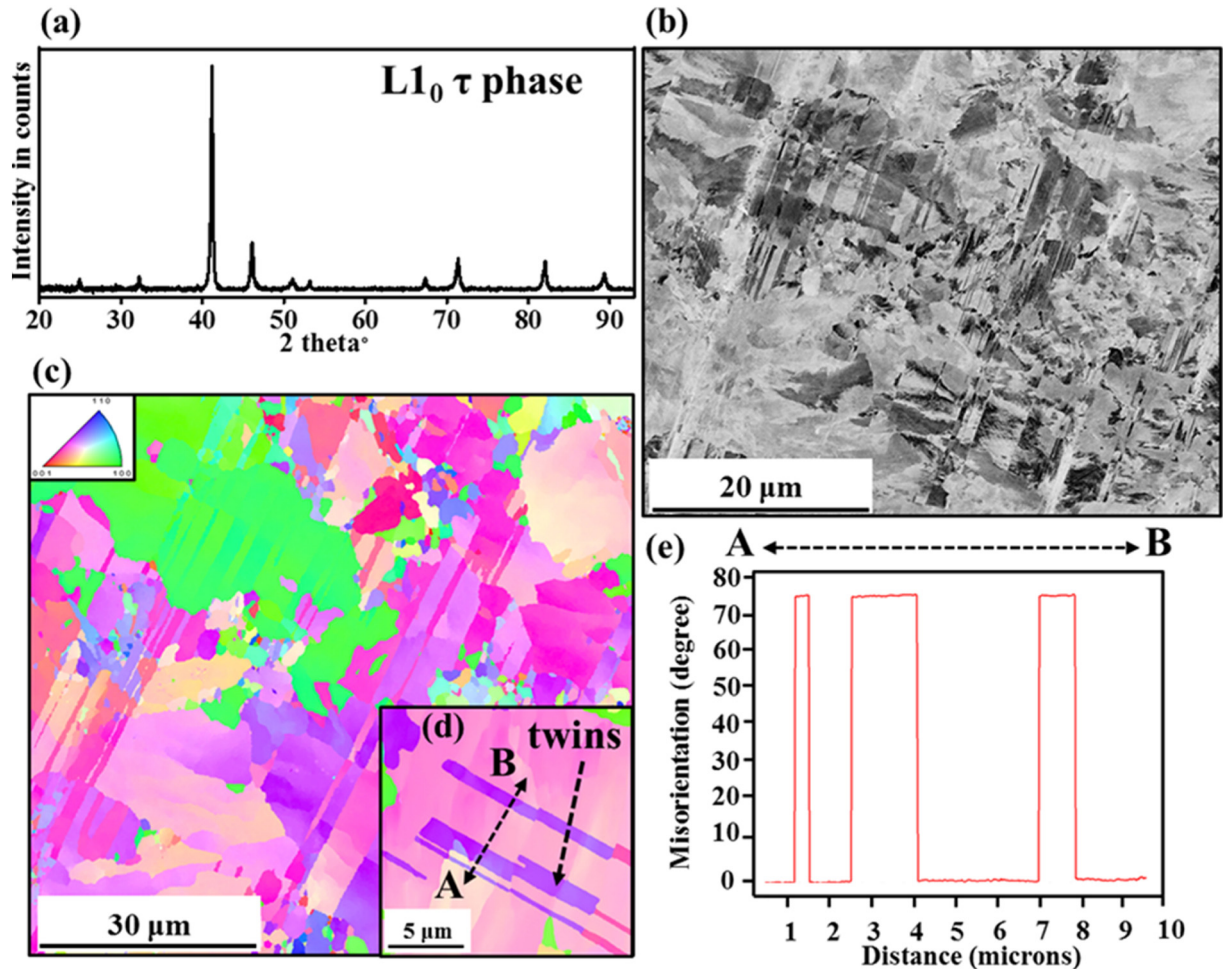 (a)
L1₀ τ phase
Intensity in counts
20 30 40 50 60 70 80 90
2 theta°
(b)
20 µm
(c)
110
001 100
30 µm
(d)
twins
B
A
5 µm
(e)
A B
Misorientation (degree)
80
70
60
50
40
30
20
10
0
1 2 3 4 5 6 7 8 9 10
Distance (microns)